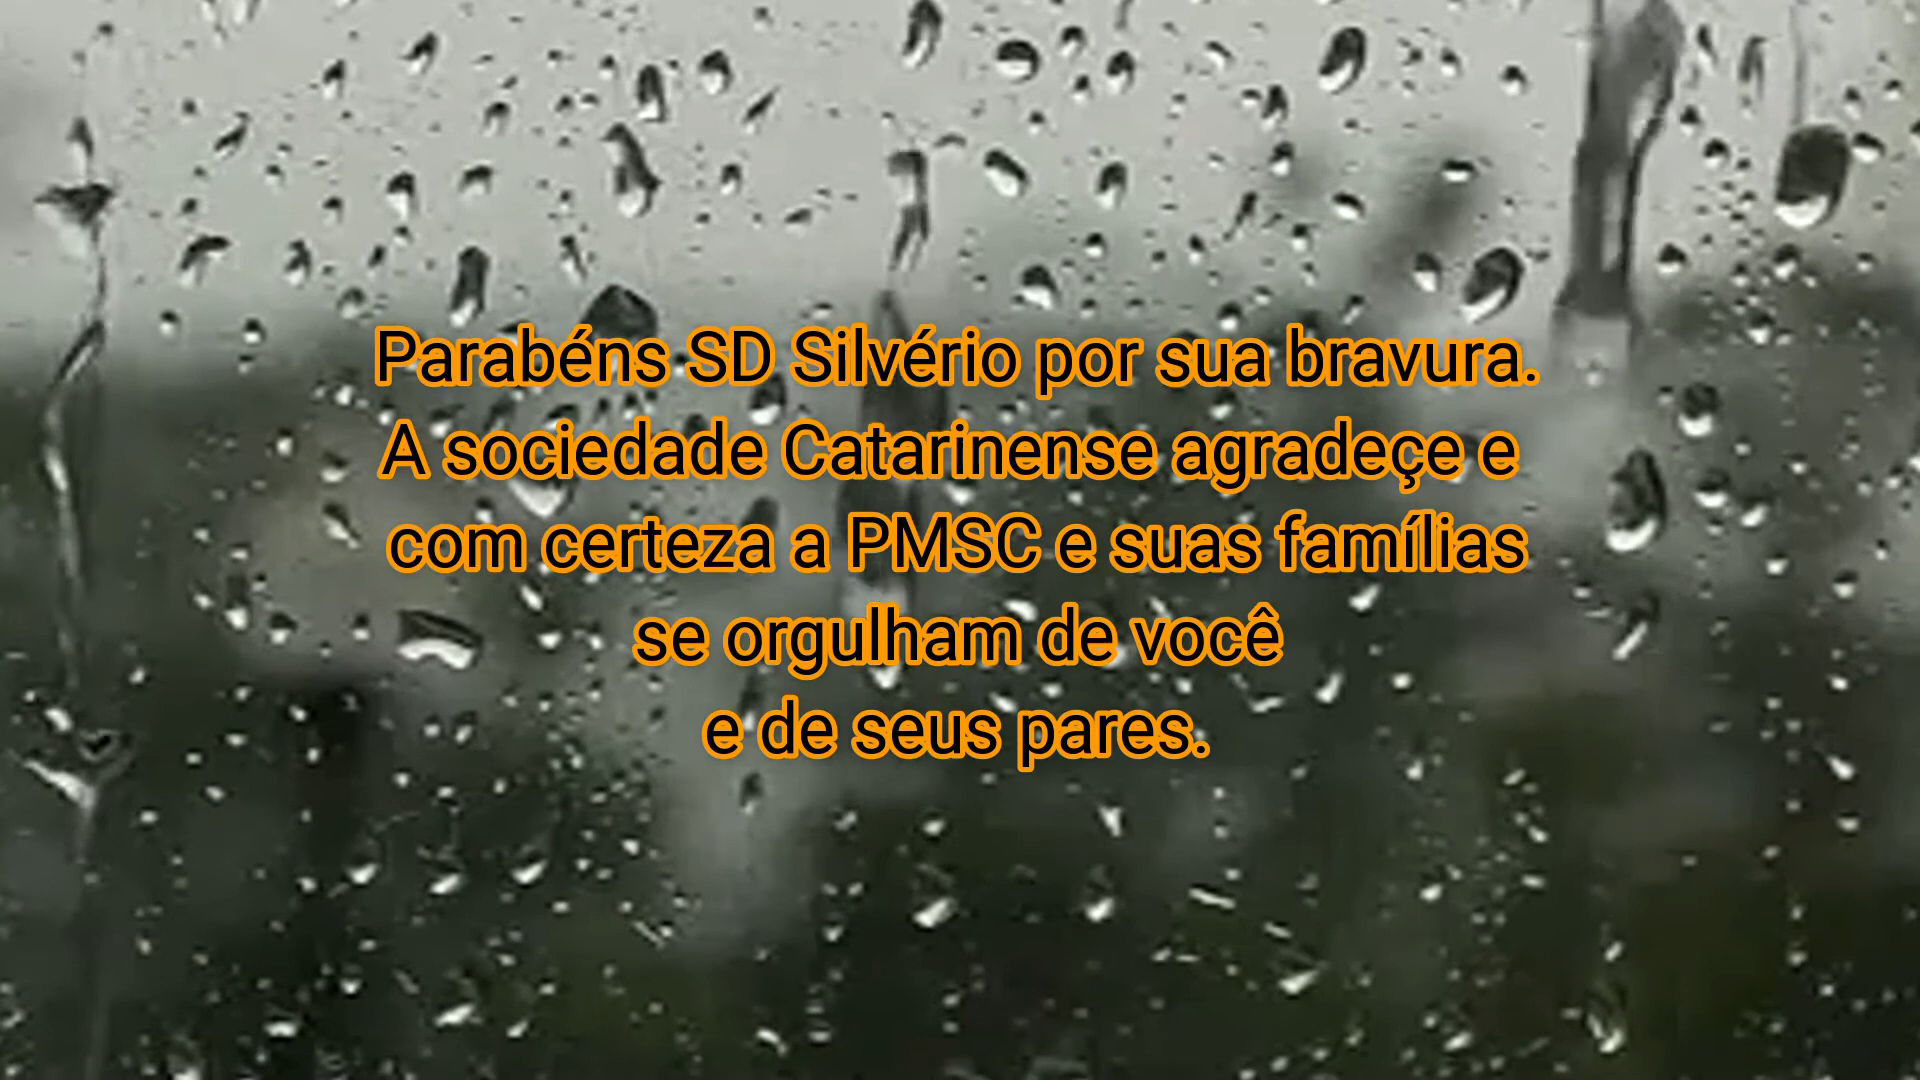 Parabéns SD Silvério por sua bravura.
A sociedade Catarinense agradeçe e
com certeza a PMSC e suas famílias
se orgulham de você
e de seus pares.